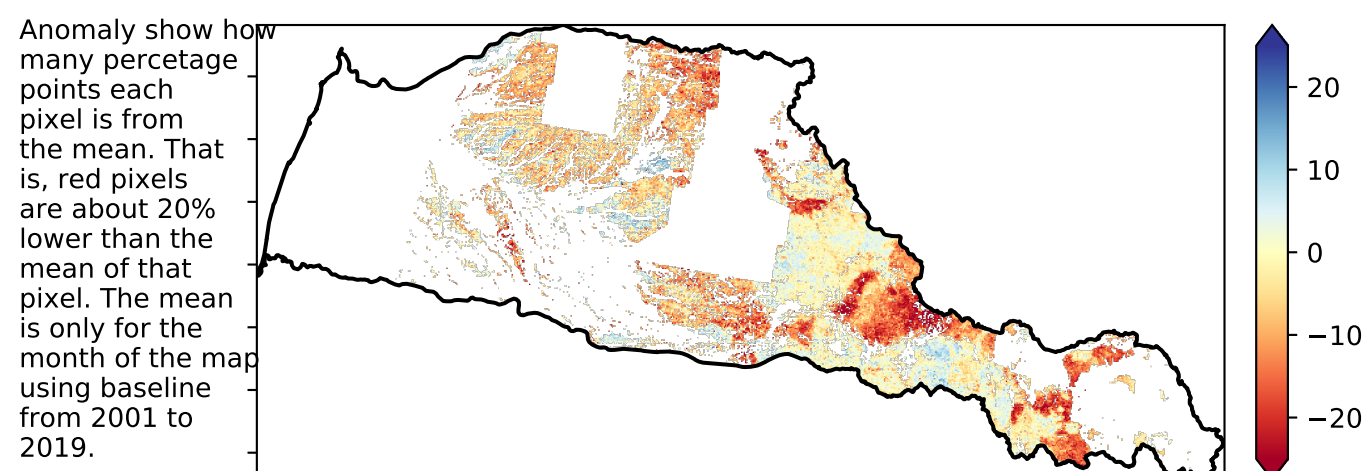 Anomaly show how
many percetage
points each
pixel is from
the mean. That
is, red pixels
are about 20%
lower than the
mean of that
pixel. The mean
is only for the
month of the map
using baseline
from 2001 to
2019.
20
10
0
−10
−20